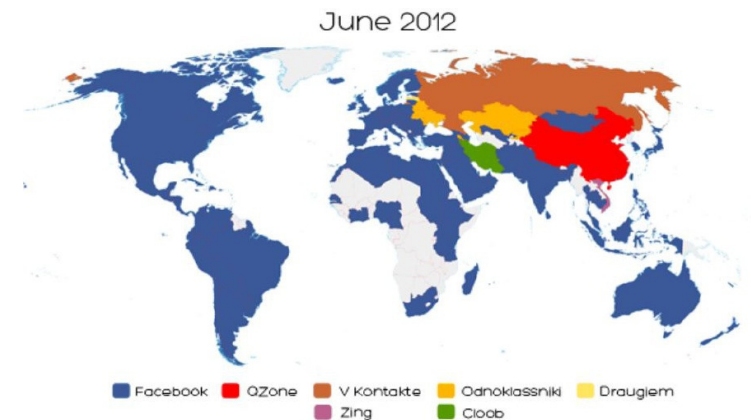 June 2012
Facebook QZone V Kontakte Odnoklassniki Draugiem
Zing Cloob